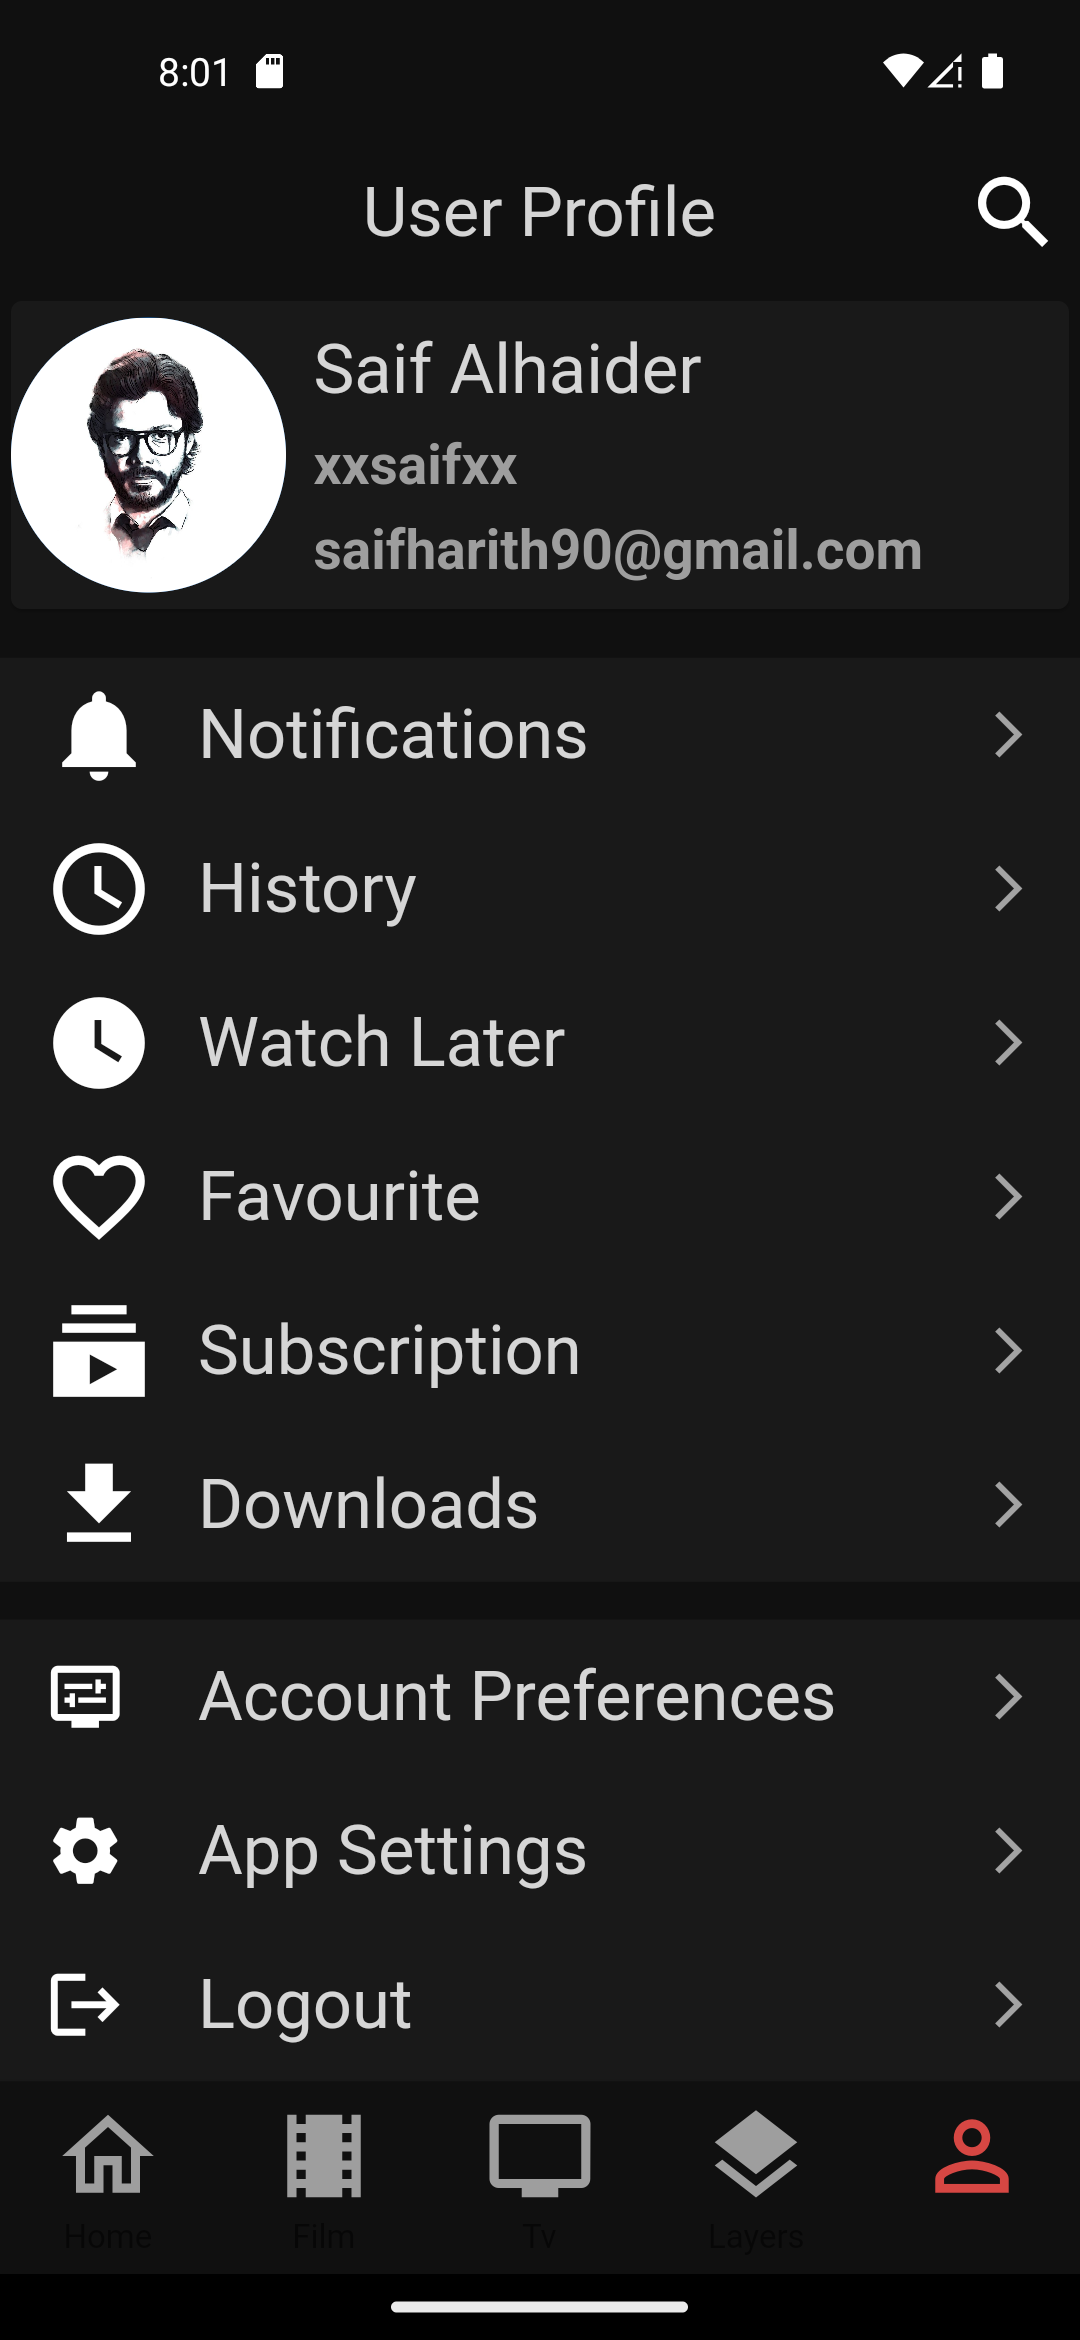 8:01
User Profile
Saif Alhaider
xxsaifxx
saifharith90@gmail.com
Notifications
History
Watch Later
Favourite
Subscription
Downloads
Account Preferences
App Settings
Logout
Home Film Tv Layers